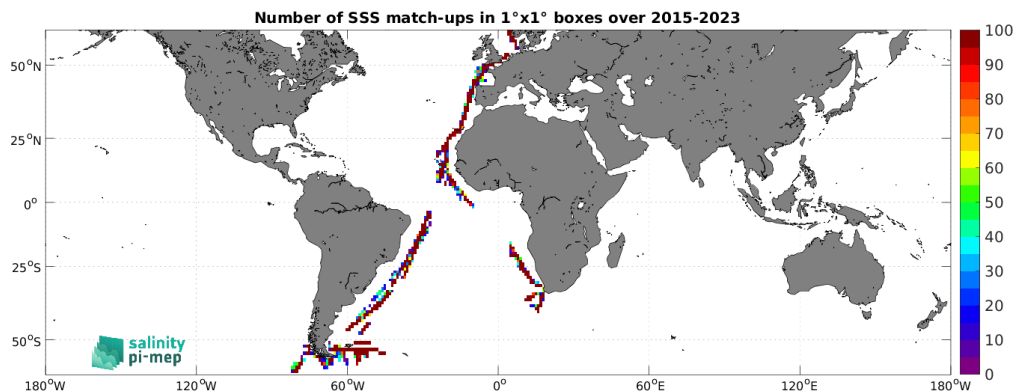 Number of SSS match-ups in 1°x1° boxes over 2015-2023
50°N
25°N
0°
25°S
50°S
180°W
120°W
60°W
0°
60°E
120°E
180°W
100
90
80
70
60
50
40
30
20
10
0
salinity
pi-mep